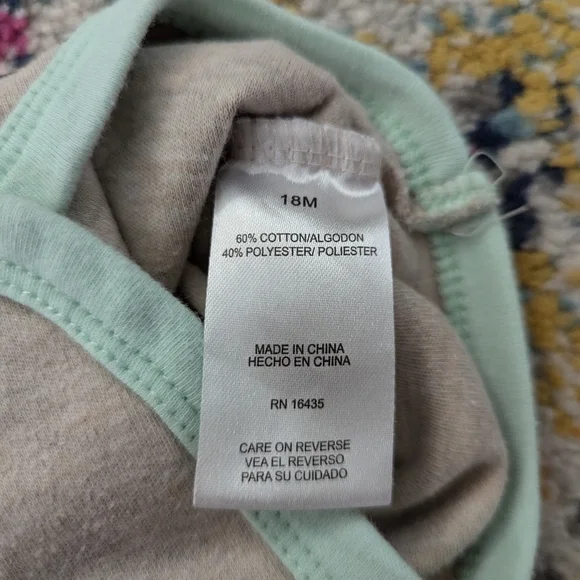 18M
60% COTTON/ALGODON
40% POLYESTER/ POLIESTER
MADE IN CHINA
HECHO EN CHINA
RN 16435
CARE ON REVERSE
VEA EL REVERSO
PARA SU CUIDADO